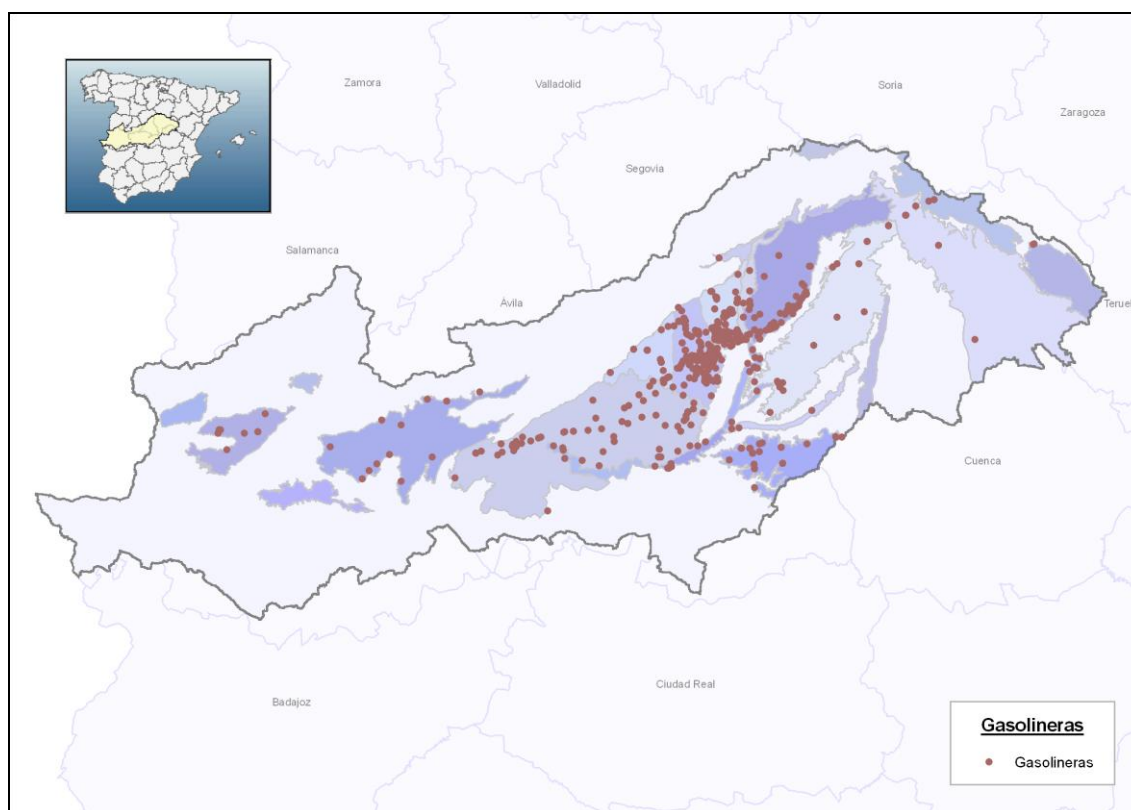 Zamora
Valladolid
Soria
Zaragoza
Segovia
Salamanca
Ávila
Teruel
Cuenca
Ciudad Real
Badajoz
Gasolineras
Gasolineras